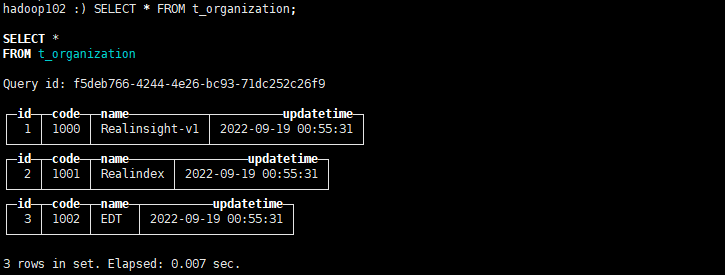 hadoop102 :) SELECT * FROM t_organization;
SELECT *
FROM t_organization
Query id: f5deb766-4244-4e26-bc93-71dc252c26f9
id code name updatetime
1 1000 Realinsight-v1 2022-09-19 00:55:31
id code name updatetime
2 1001 Realindex 2022-09-19 00:55:31
id code name updatetime
3 1002 EDT 2022-09-19 00:55:31
3 rows in set. Elapsed: 0.007 sec.